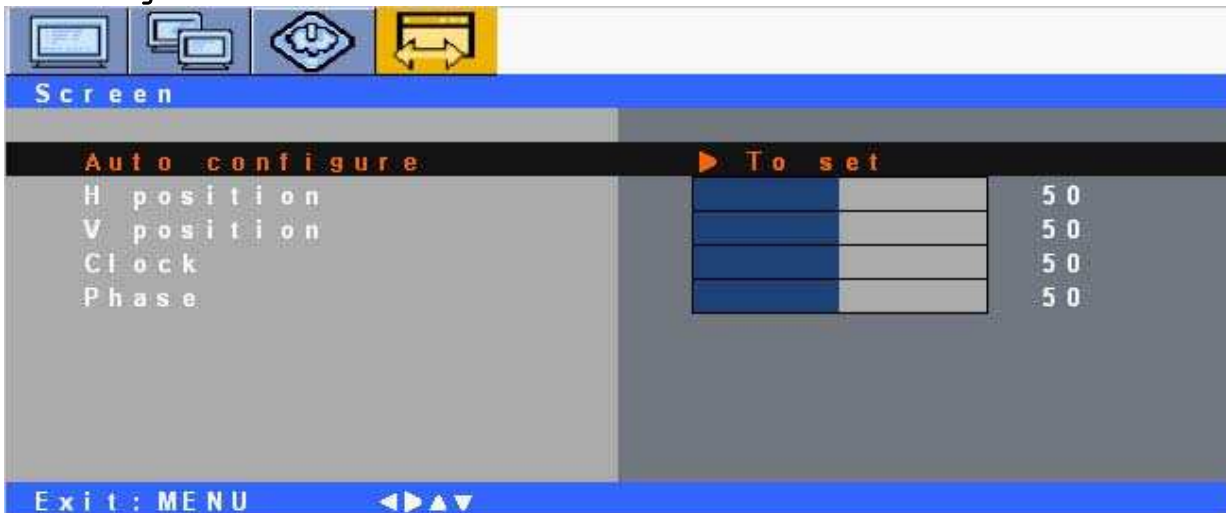 Screen
Auto configure ▶ To set
H position 50
V position 50
Clock 50
Phase 50
Exit: MENU ◀▶▲▼